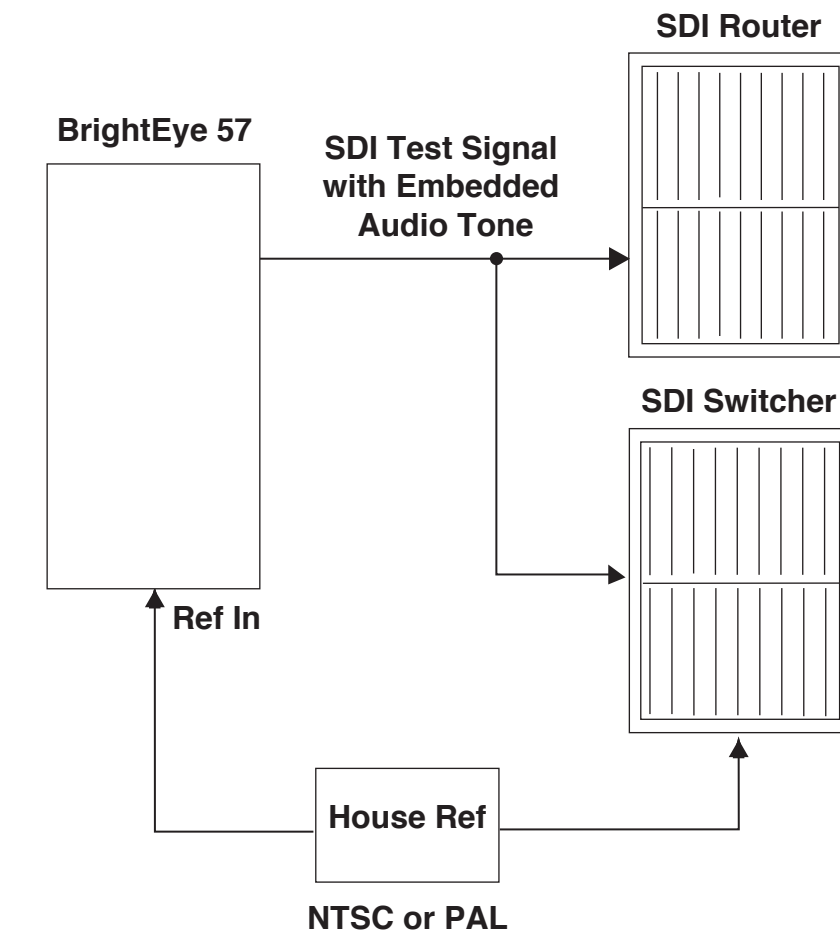 SDI Router
BrightEye 57
SDI Test Signal
with Embedded
Audio Tone
SDI Switcher
Ref In
House Ref
NTSC or PAL